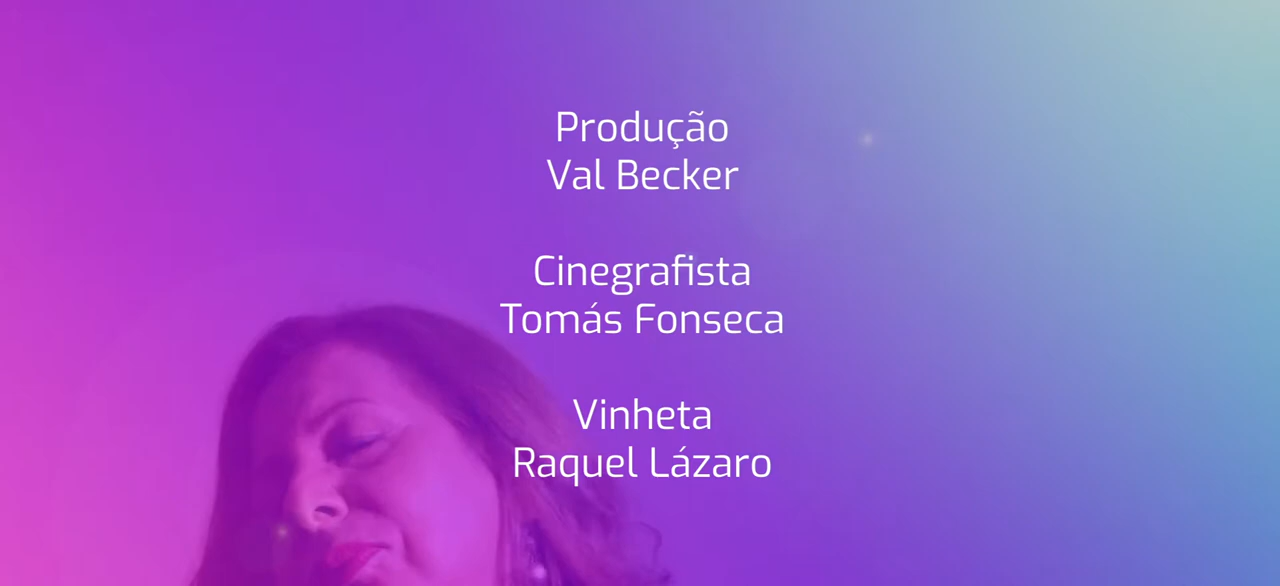 Produção
Val Becker
Cinegrafista
Tomás Fonseca
Vinheta
Raquel Lázaro